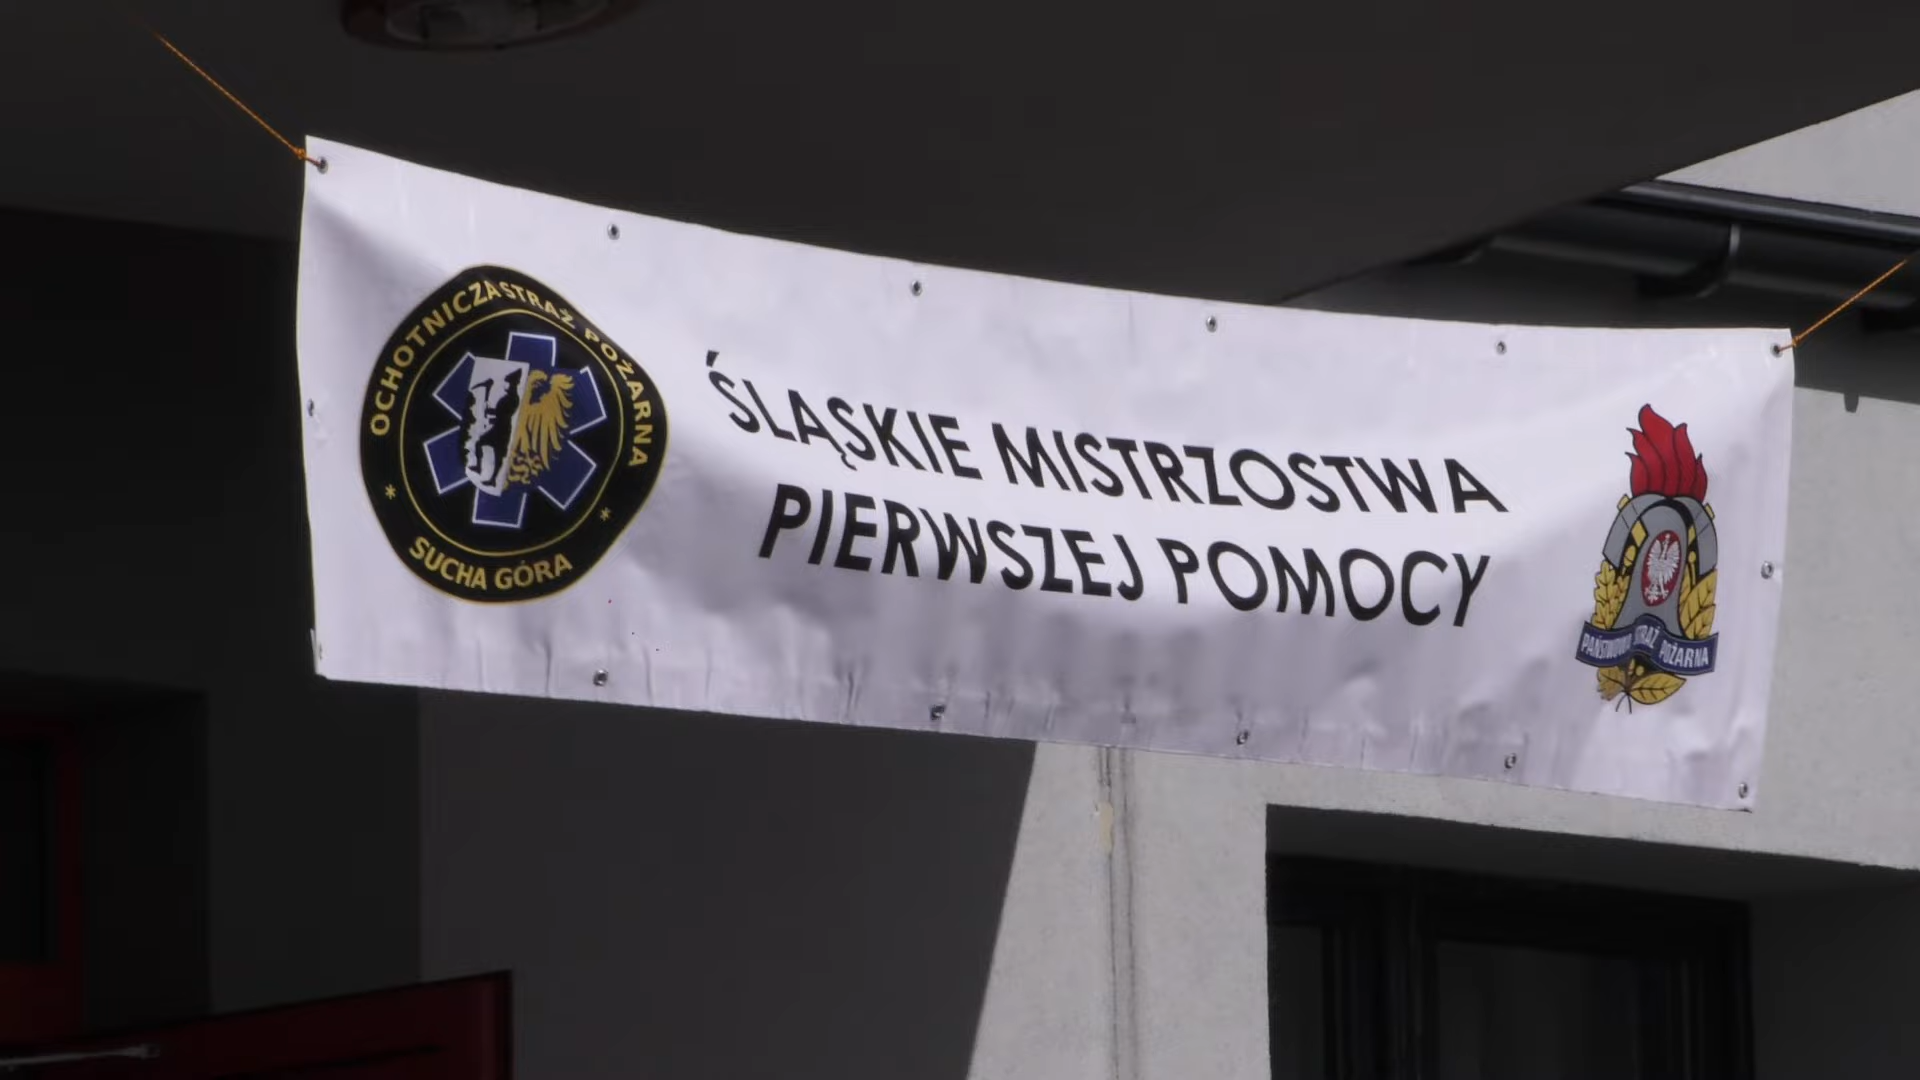 OCHOTNICZA STRAŻ POŻARNA
* SUCHA GÓRA *
ŚLĄSKIE MISTRZOSTWA
PIERWSZEJ POMOCY
PAŃSTWOWA STRAŻ POŻARNA